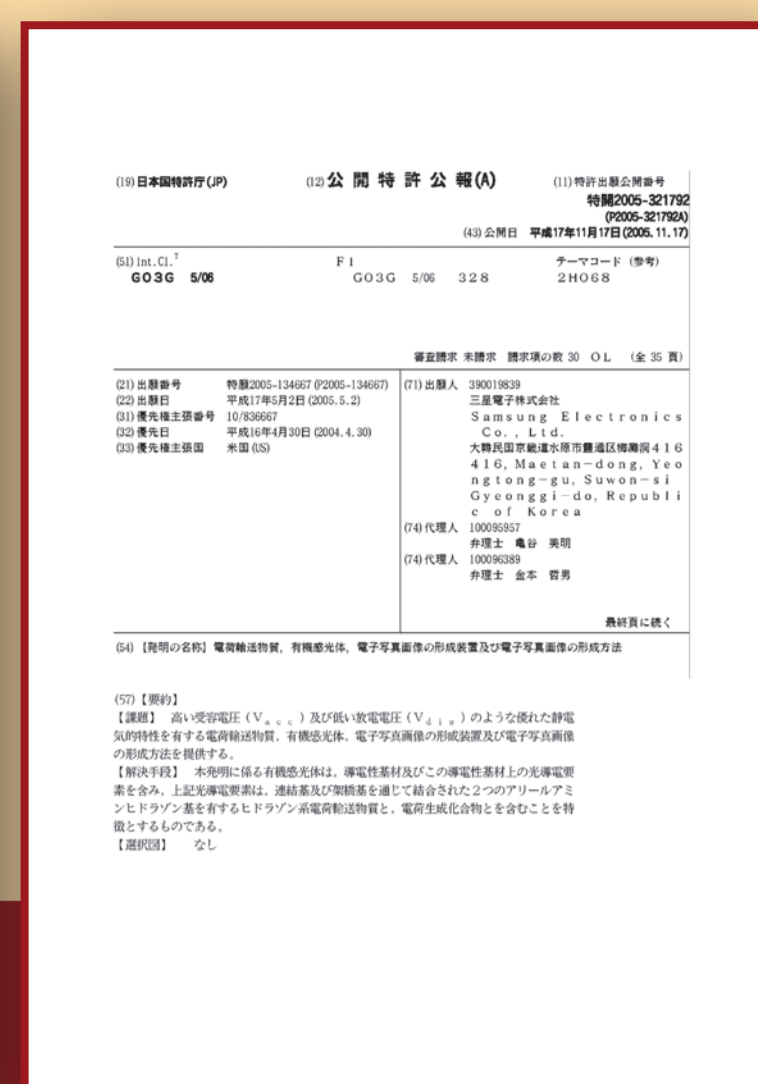 (19)日本国特許庁(JP) (12)公開特許公報(A) (11)特許出願公開番号
特開2005-321792
(P2005-321792A)
(43)公開日 平成17年11月17日(2005.11.17)
(51)Int.Cl.7 FI テーマコード(参考)
G03G 5/06 G03G 5/06 328 2H068
審査請求 未請求 請求項の数 30 OL (全 35 頁)
(21)出願番号 特願2005-134667(P2005-134667)
(22)出願日 平成17年5月2日(2005.5.2)
(31)優先権主張番号 10/836667
(32)優先日 平成16年4月30日(2004.4.30)
(33)優先権主張国 米国(US)
(71)出願人 390019839
三星電子株式会社
Samsung Electronics
Co., Ltd.
大韓民国京畿道水原市靈通区梅灘洞416
416, Maetan-dong, Yeo
ngtong-gu, Suwon-si
Gyeonggi-do, Republi
c of Korea
(74)代理人 100095957
弁理士 亀谷 美明
(74)代理人 100096389
弁理士 金本 哲男
最終頁に続く
(54)【発明の名称】電荷輸送物質，有機感光体，電子写真画像の形成装置及び電子写真画像の形成方法
(57)【要約】
【課題】 高い受容電圧(Vacc)及び低い放電電圧(Vdis)のような優れた静電
気的特性を有する電荷輸送物質，有機感光体，電子写真画像の形成装置及び電子写真画像
の形成方法を提供する。
【解決手段】 本発明に係る有機感光体は，導電性基材及びこの導電性基材上の光導電要
素を含み，上記光導電要素は，連結基及び架橋基を通じて結合された2つのアリールアミ
ンヒドラゾン基を有するヒドラゾン系電荷輸送物質と，電荷生成化合物とを含むことを特
徴とするものである。
【選択図】 なし